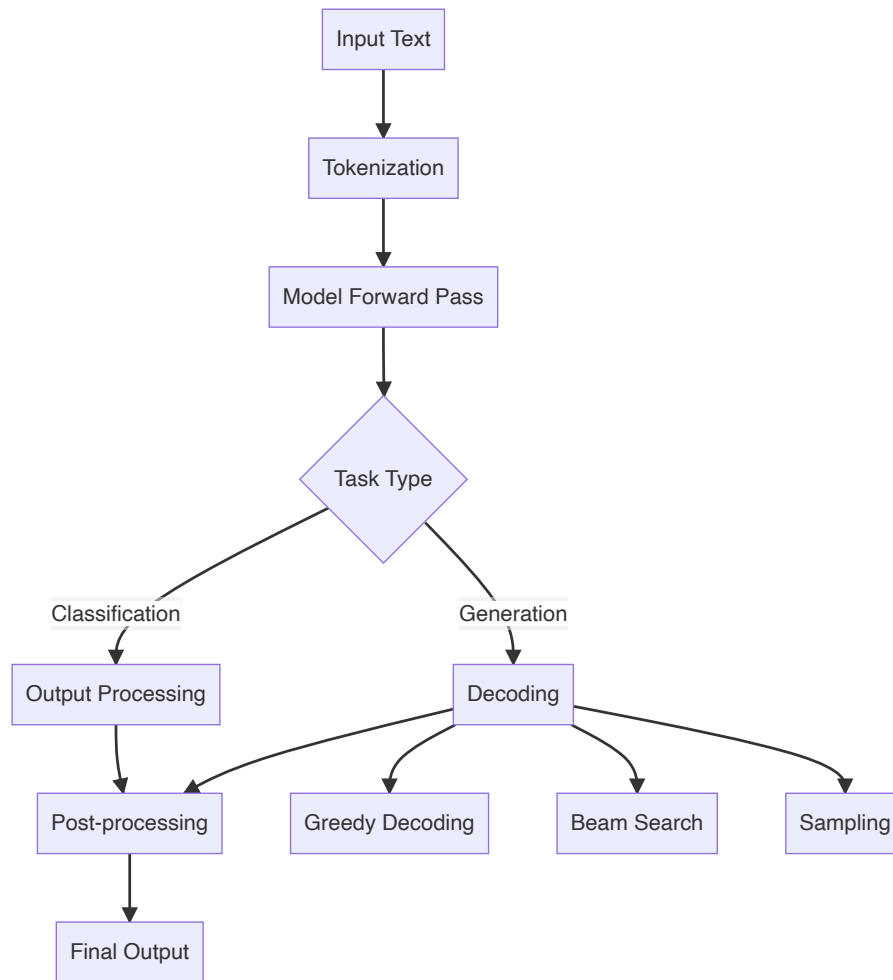 Input Text
Tokenization
Model Forward Pass
Task Type
Classification
Generation
Output Processing
Decoding
Post-processing
Greedy Decoding
Beam Search
Sampling
Final Output